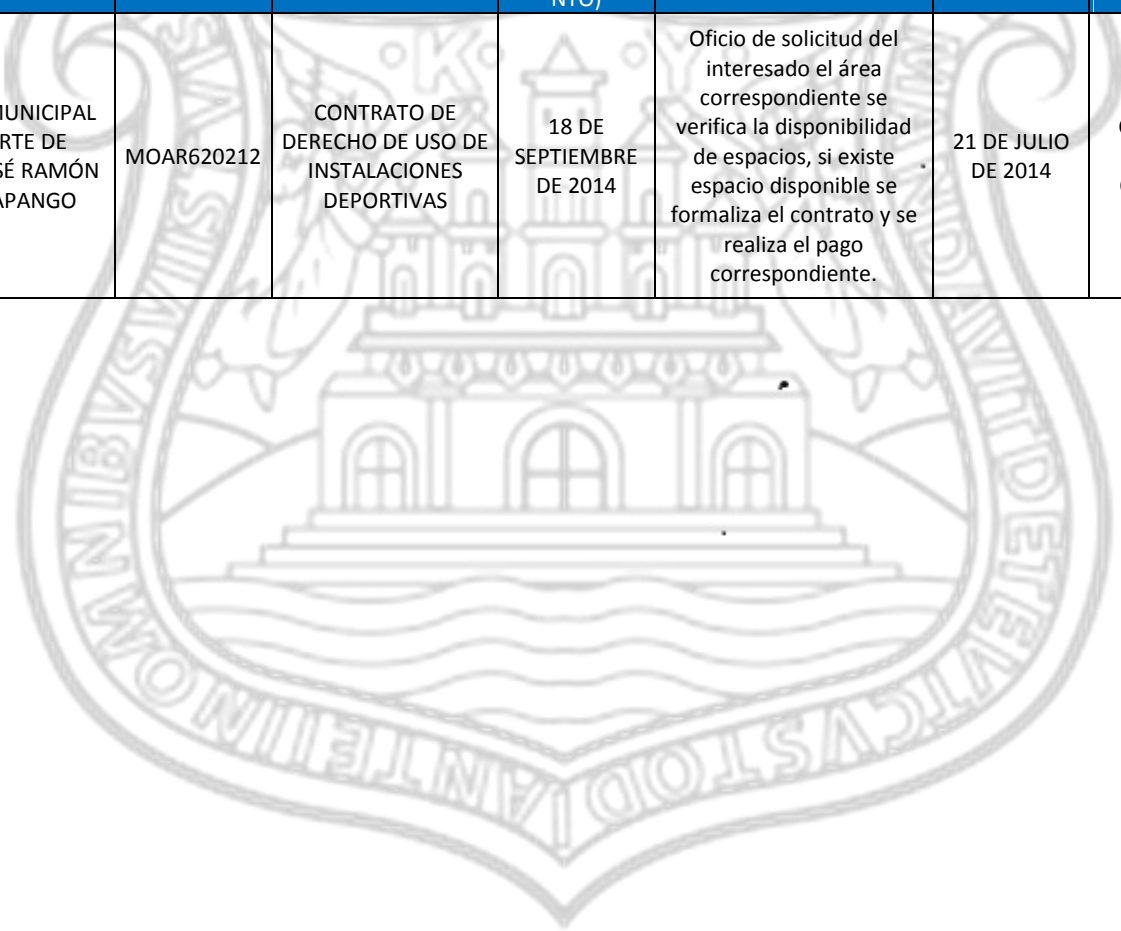 NTO)
MUNICIPAL
RTE DE
SÉ RAMÓN
APANGO
MOAR620212
CONTRATO DE
DERECHO DE USO DE
INSTALACIONES
DEPORTIVAS
18 DE
SEPTIEMBRE
DE 2014
Oficio de solicitud del
interesado el área
correspondiente se
verifica la disponibilidad
de espacios, si existe
espacio disponible se
formaliza el contrato y se
realiza el pago
correspondiente.
21 DE JULIO
DE 2014
K